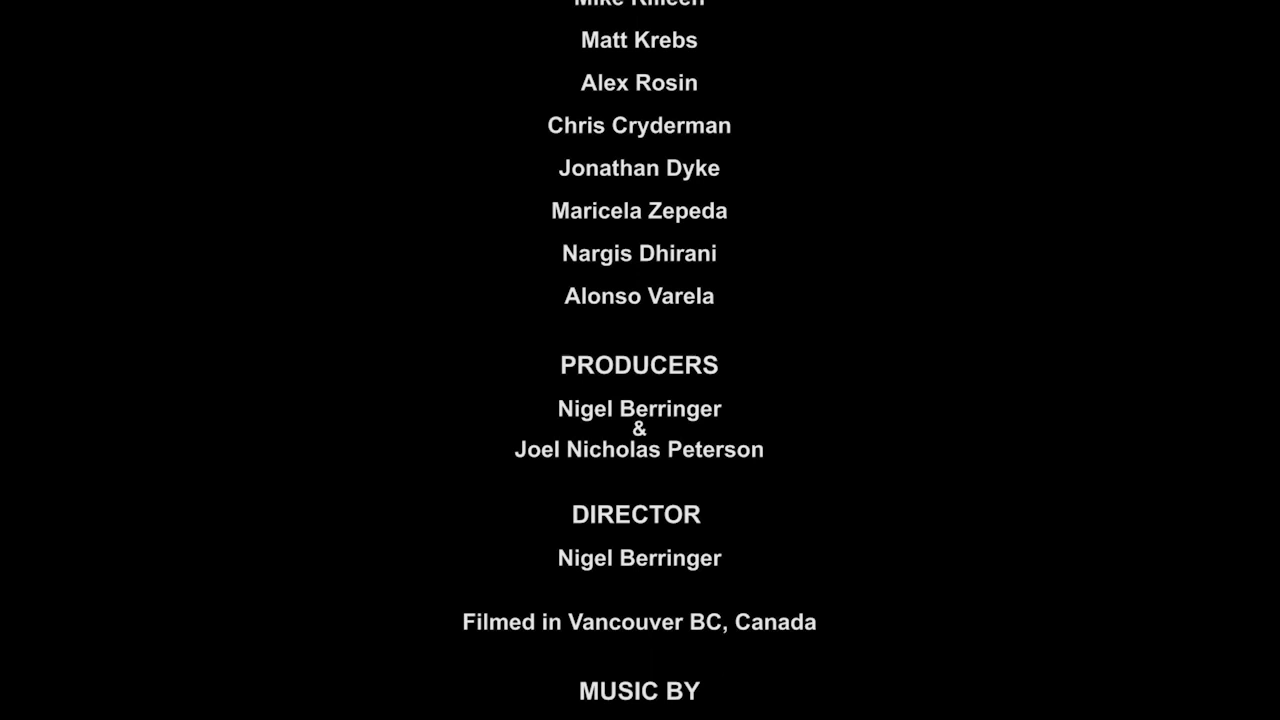 Matt Krebs
Alex Rosin
Chris Cryderman
Jonathan Dyke
Maricela Zepeda
Nargis Dhirani
Alonso Varela
PRODUCERS
Nigel Berringer
&
Joel Nicholas Peterson
DIRECTOR
Nigel Berringer
Filmed in Vancouver BC, Canada
MUSIC BY